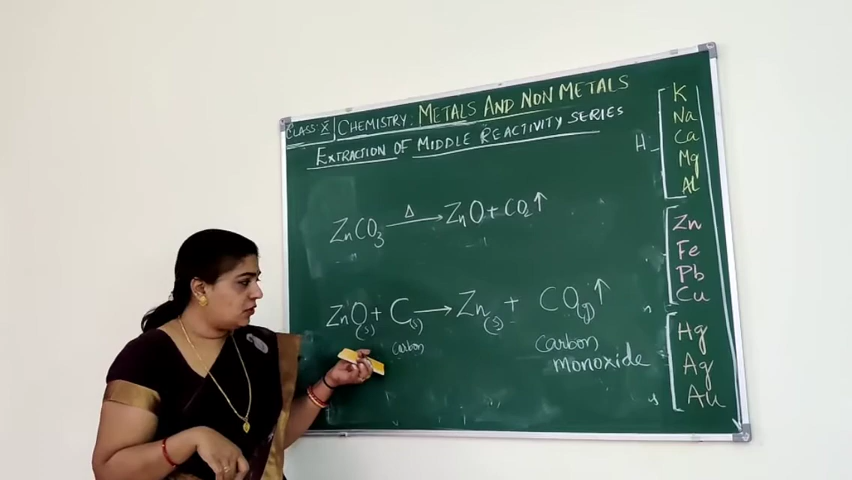 CLASS: X CHEMISTRY: METALS AND NON METALS
EXTRACTION OF MIDDLE REACTIVITY SERIES
ZnCO₃ —Δ→ ZnO + CO₂↑
ZnO(s) + C(s) → Zn(s) + CO(g)↑
Carbon
Carbon
monoxide
H
K
Na
Ca
Mg
Al
Zn
Fe
Pb
Cu
Hg
Ag
Au